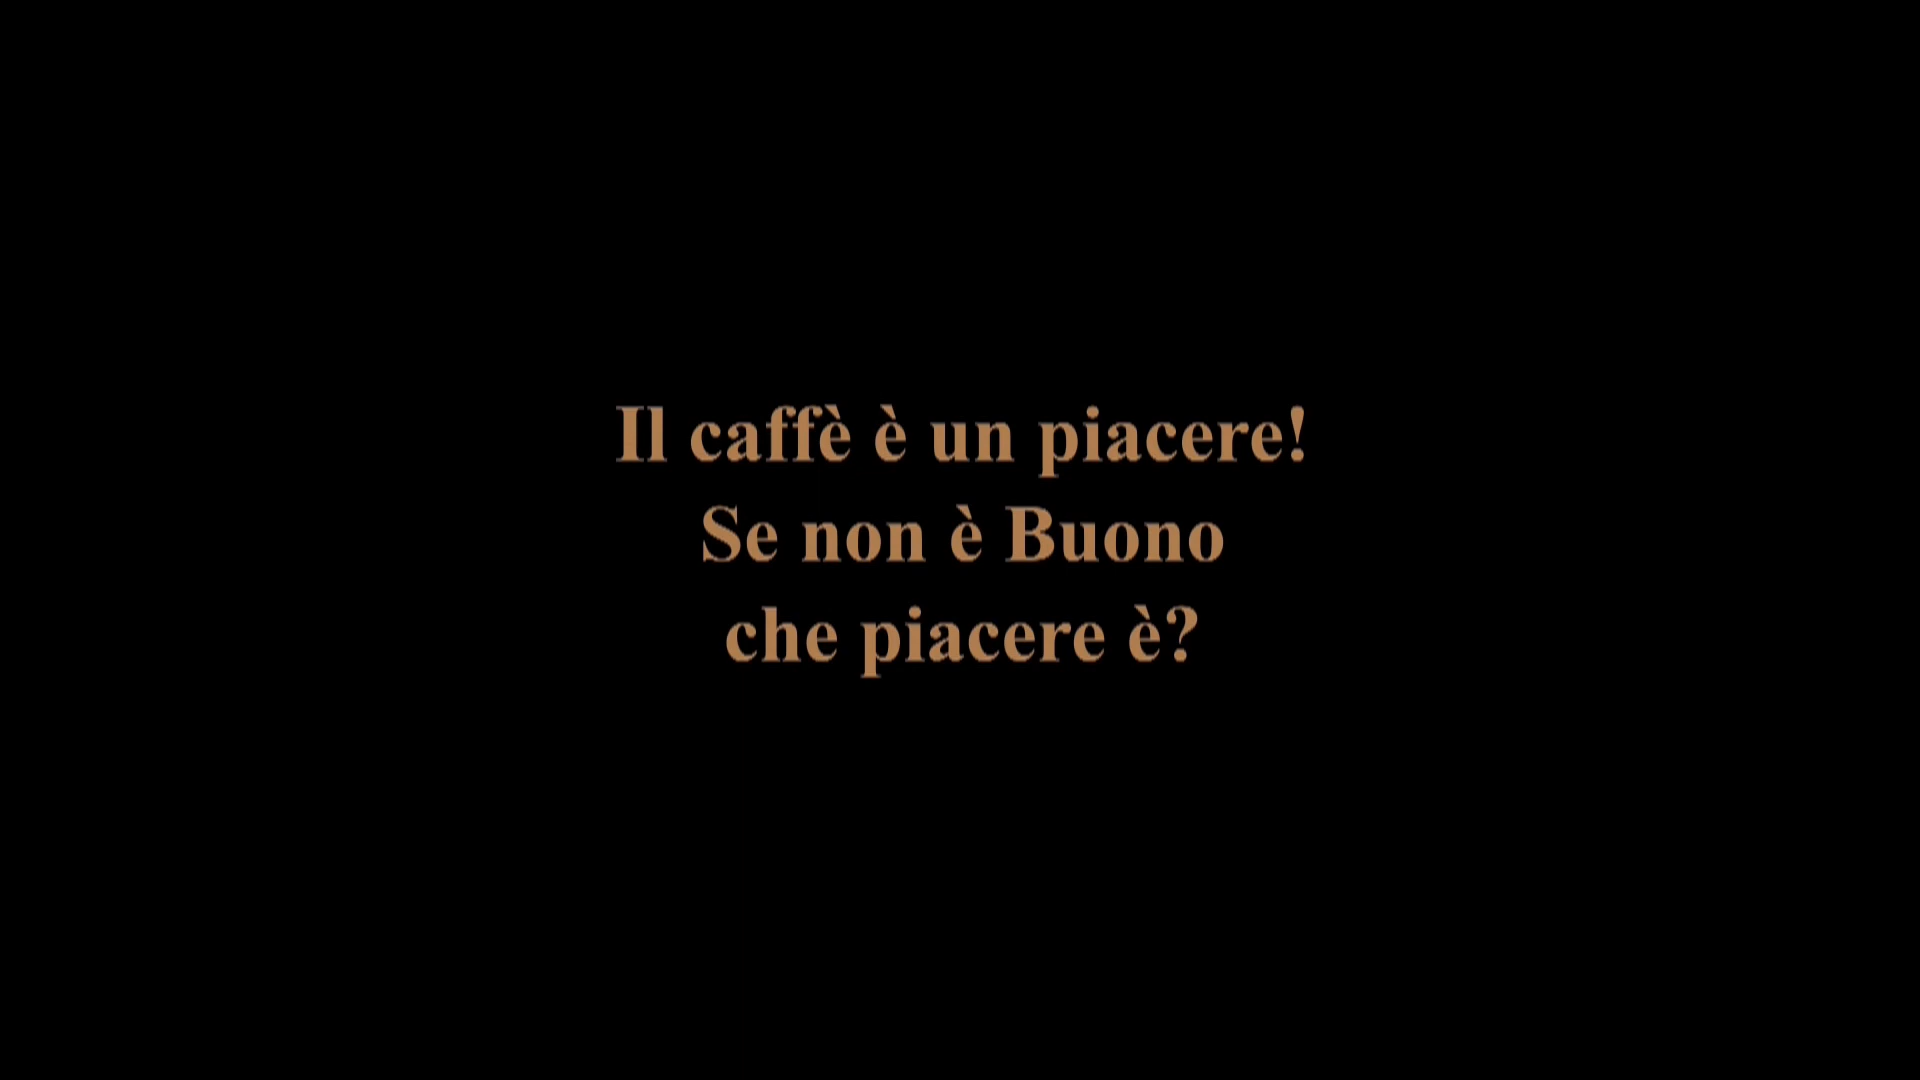 Il caffè è un piacere!
Se non è Buono
che piacere è?